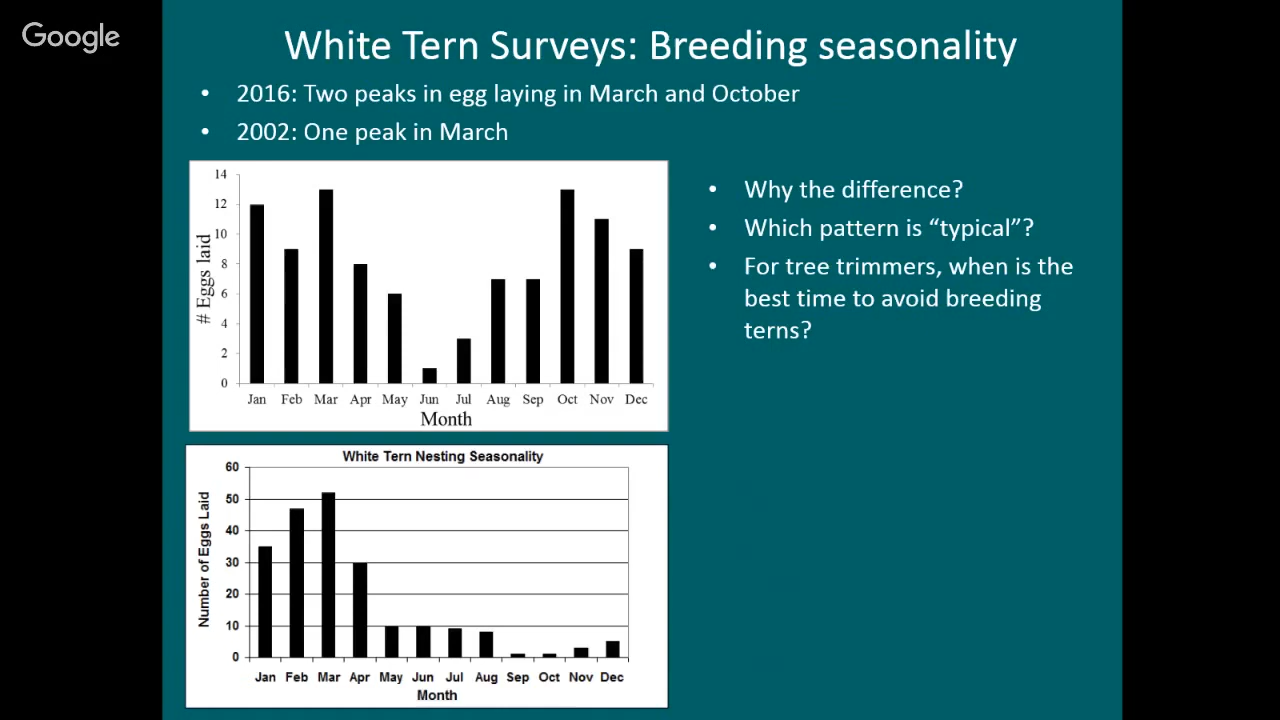 Google
White Tern Surveys: Breeding seasonality
• 2016: Two peaks in egg laying in March and October
• 2002: One peak in March
14
12
10
8
6
4
2
0
# Eggs laid
Jan Feb Mar Apr May Jun Jul Aug Sep Oct Nov Dec
Month
• Why the difference?
• Which pattern is “typical”?
• For tree trimmers, when is the
best time to avoid breeding
terns?
White Tern Nesting Seasonality
60
50
40
30
20
10
0
Number of Eggs Laid
Jan Feb Mar Apr May Jun Jul Aug Sep Oct Nov Dec
Month